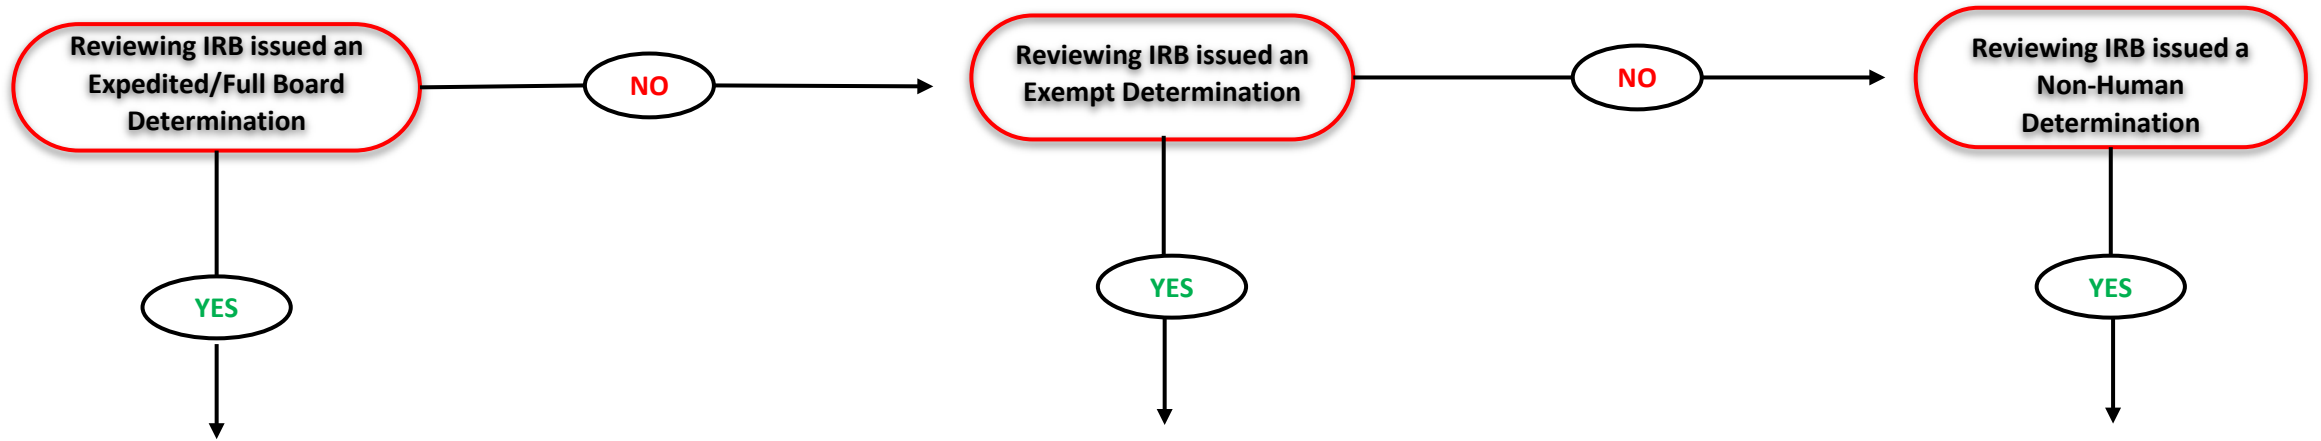 Reviewing IRB issued an
Expedited/Full Board
Determination
NO
Reviewing IRB issued an
Exempt Determination
NO
Reviewing IRB issued a
Non-Human
Determination
YES
YES
YES